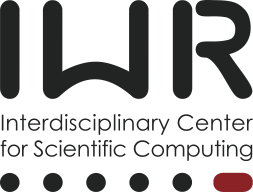 IWR
Interdisciplinary Center
for Scientific Computing